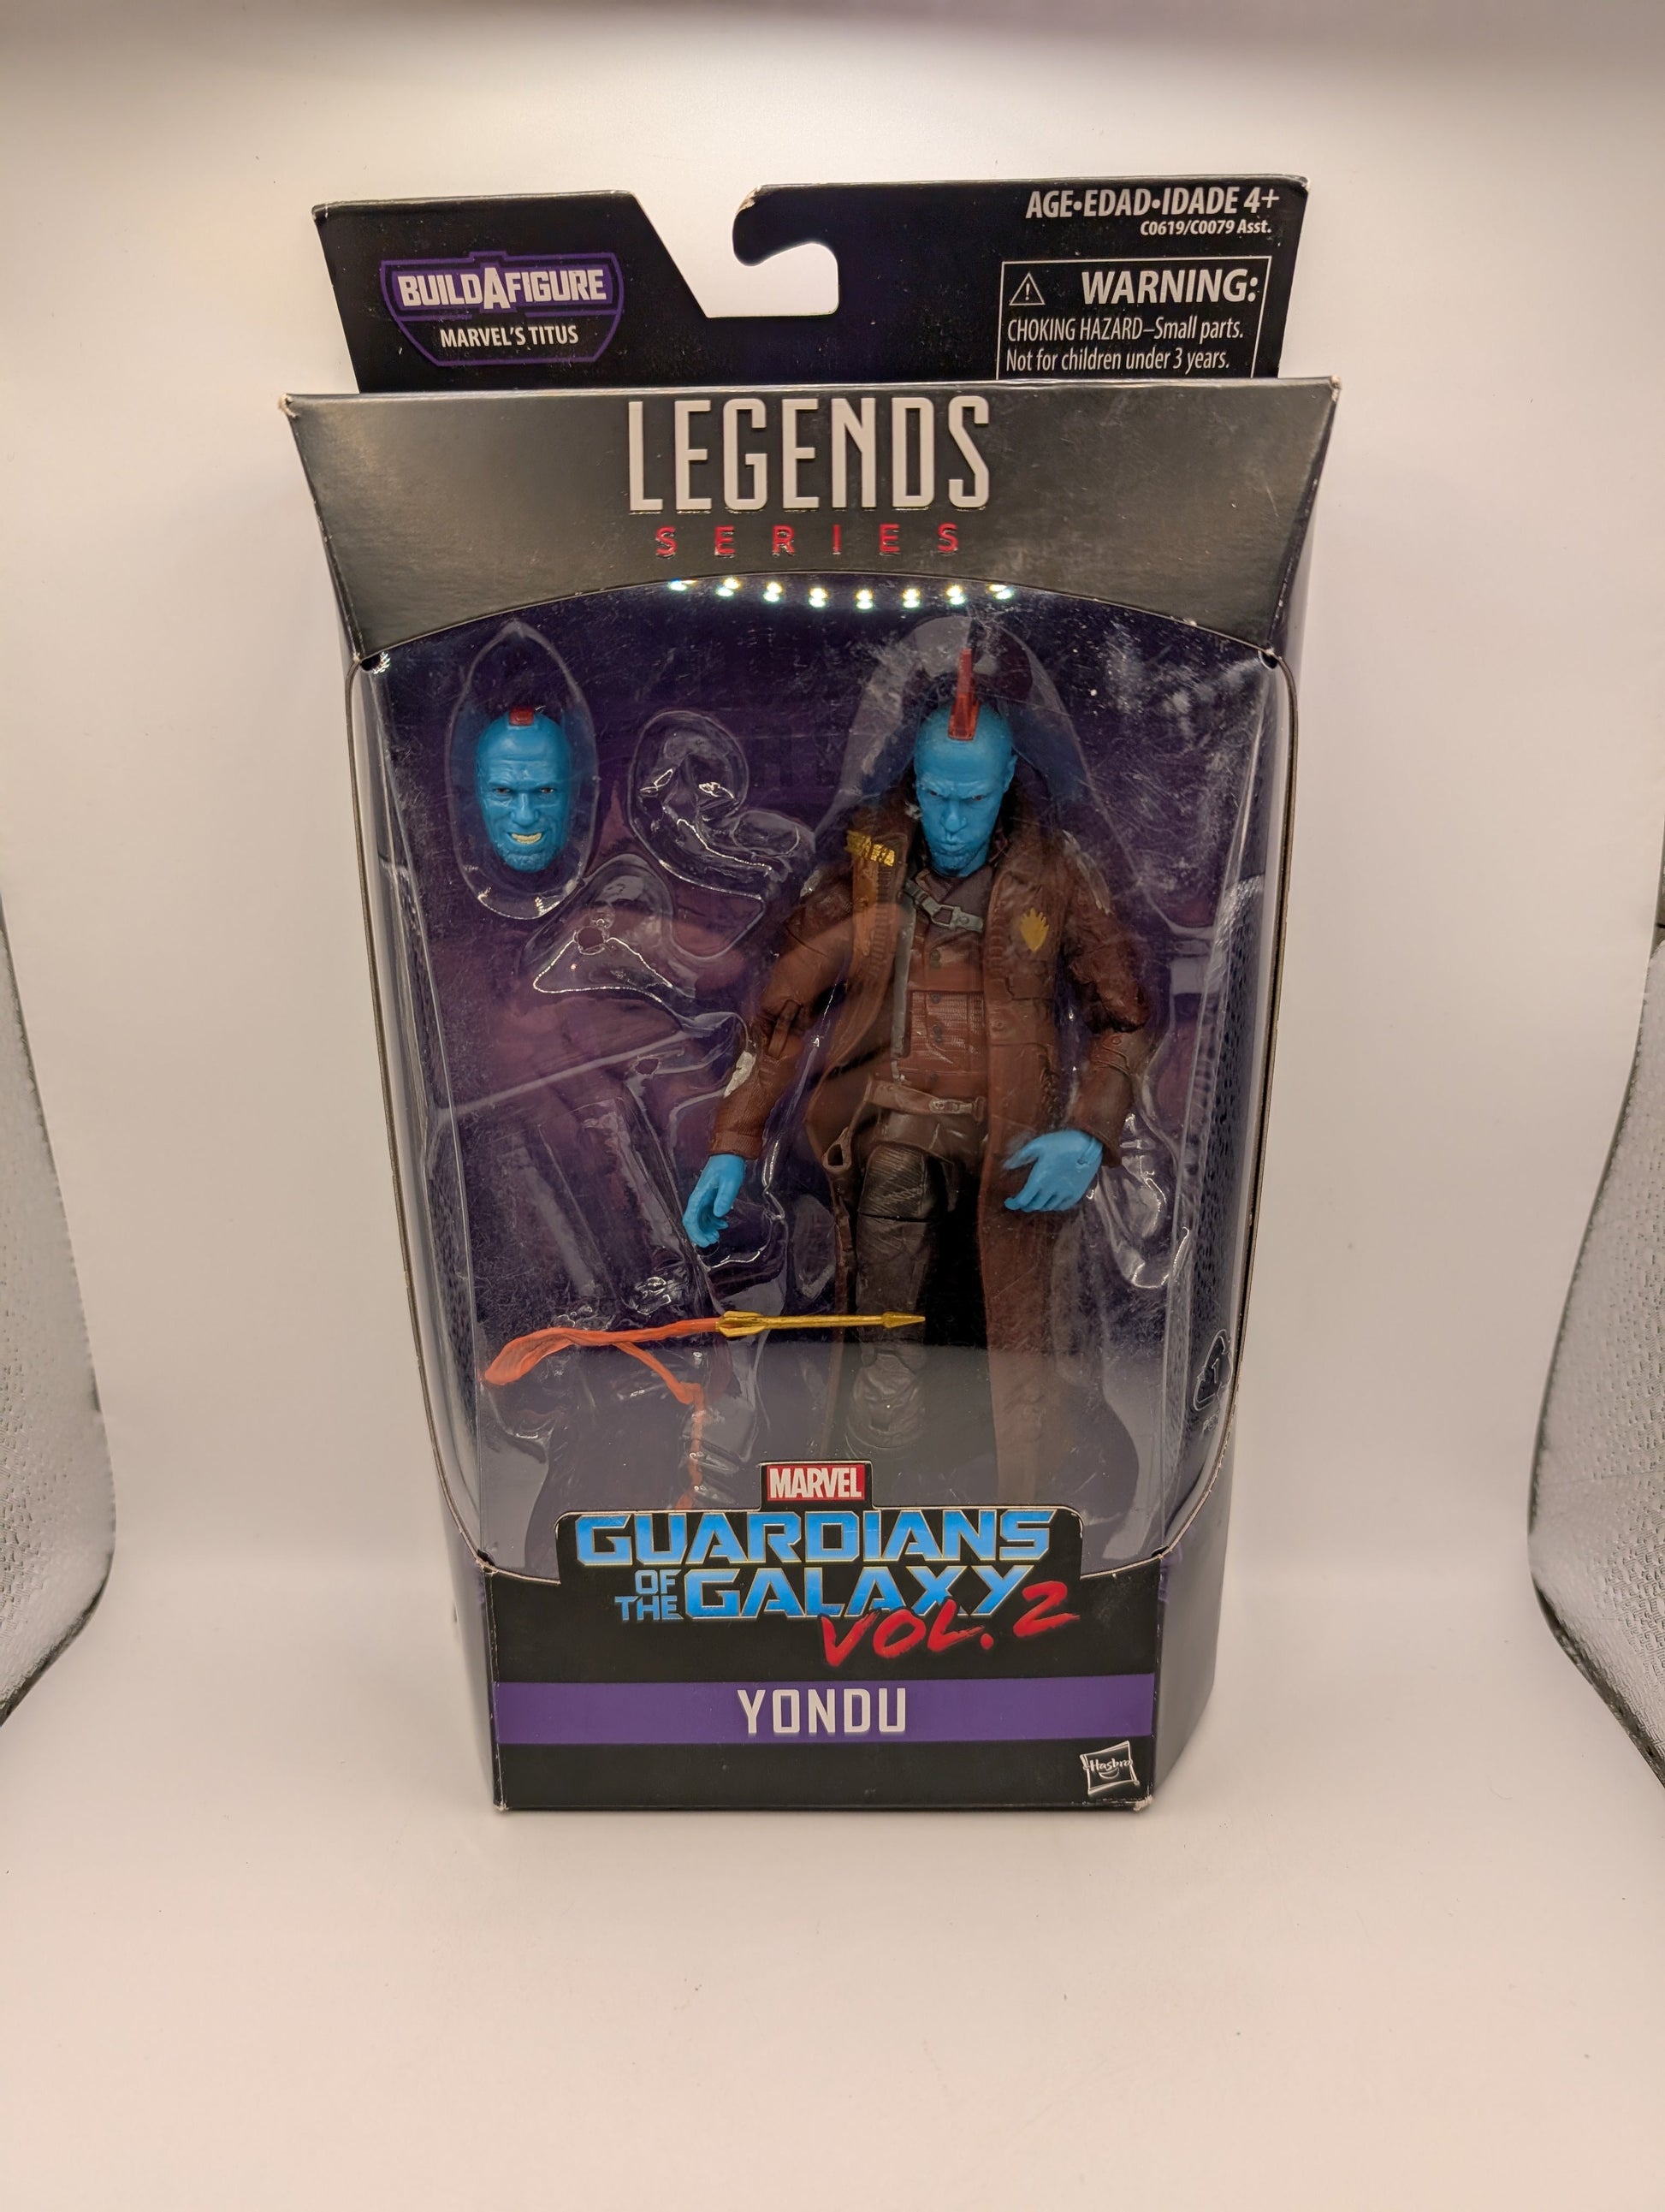 AGE•EDAD•IDADE 4+
C0619/C0079 Asst.
BUILDAFIGURE
MARVEL'S TITUS
WARNING:
CHOKING HAZARD–Small parts.
Not for children under 3 years.
LEGENDS
SERIES
MARVEL
GUARDIANS
OF THE GALAXY
VOL. 2
YONDU
Hasbro